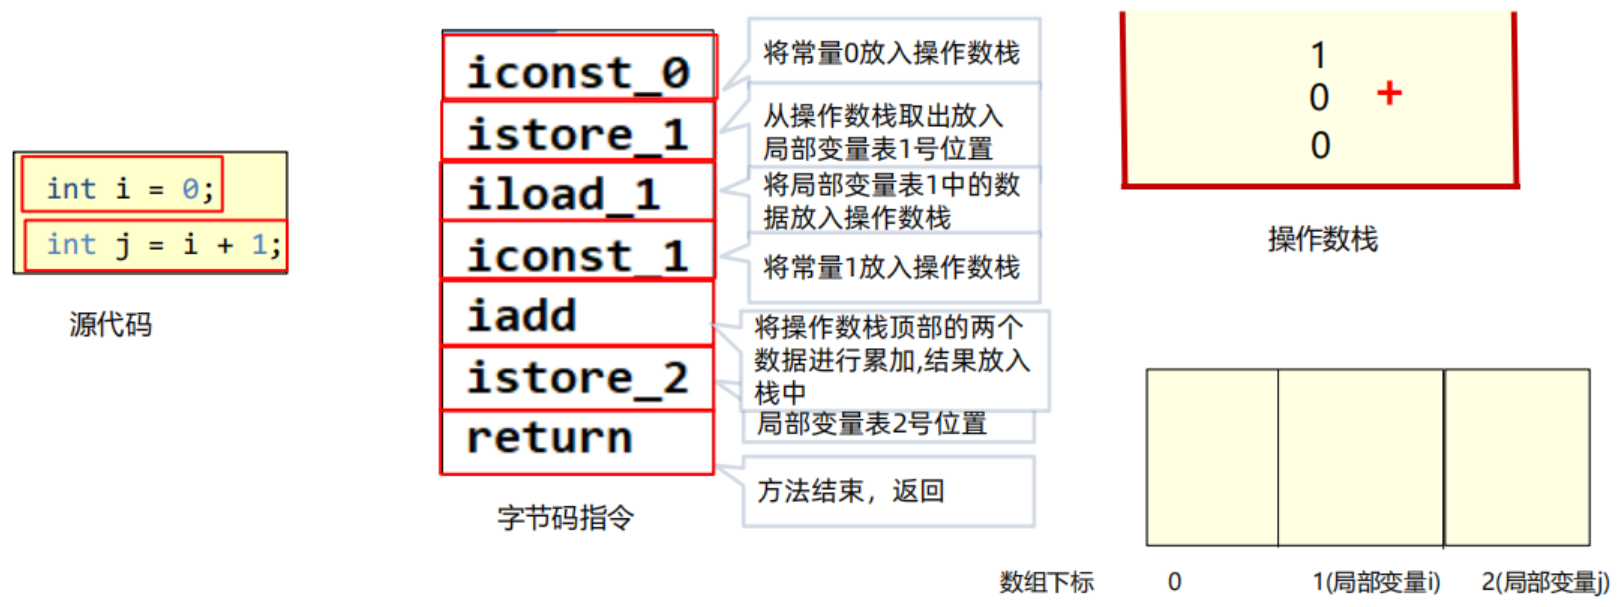 int i = 0;
int j = i + 1;
源代码
iconst_0
istore_1
iload_1
iconst_1
iadd
istore_2
return
字节码指令
将常量0放入操作数栈
从操作数栈取出放入
局部变量表1号位置
将局部变量表1中的数
据放入操作数栈
将常量1放入操作数栈
将操作数栈顶部的两个
数据进行累加,结果放入
栈中
局部变量表2号位置
方法结束，返回
1
0 +
0
操作数栈
数组下标 0 1(局部变量i) 2(局部变量j)